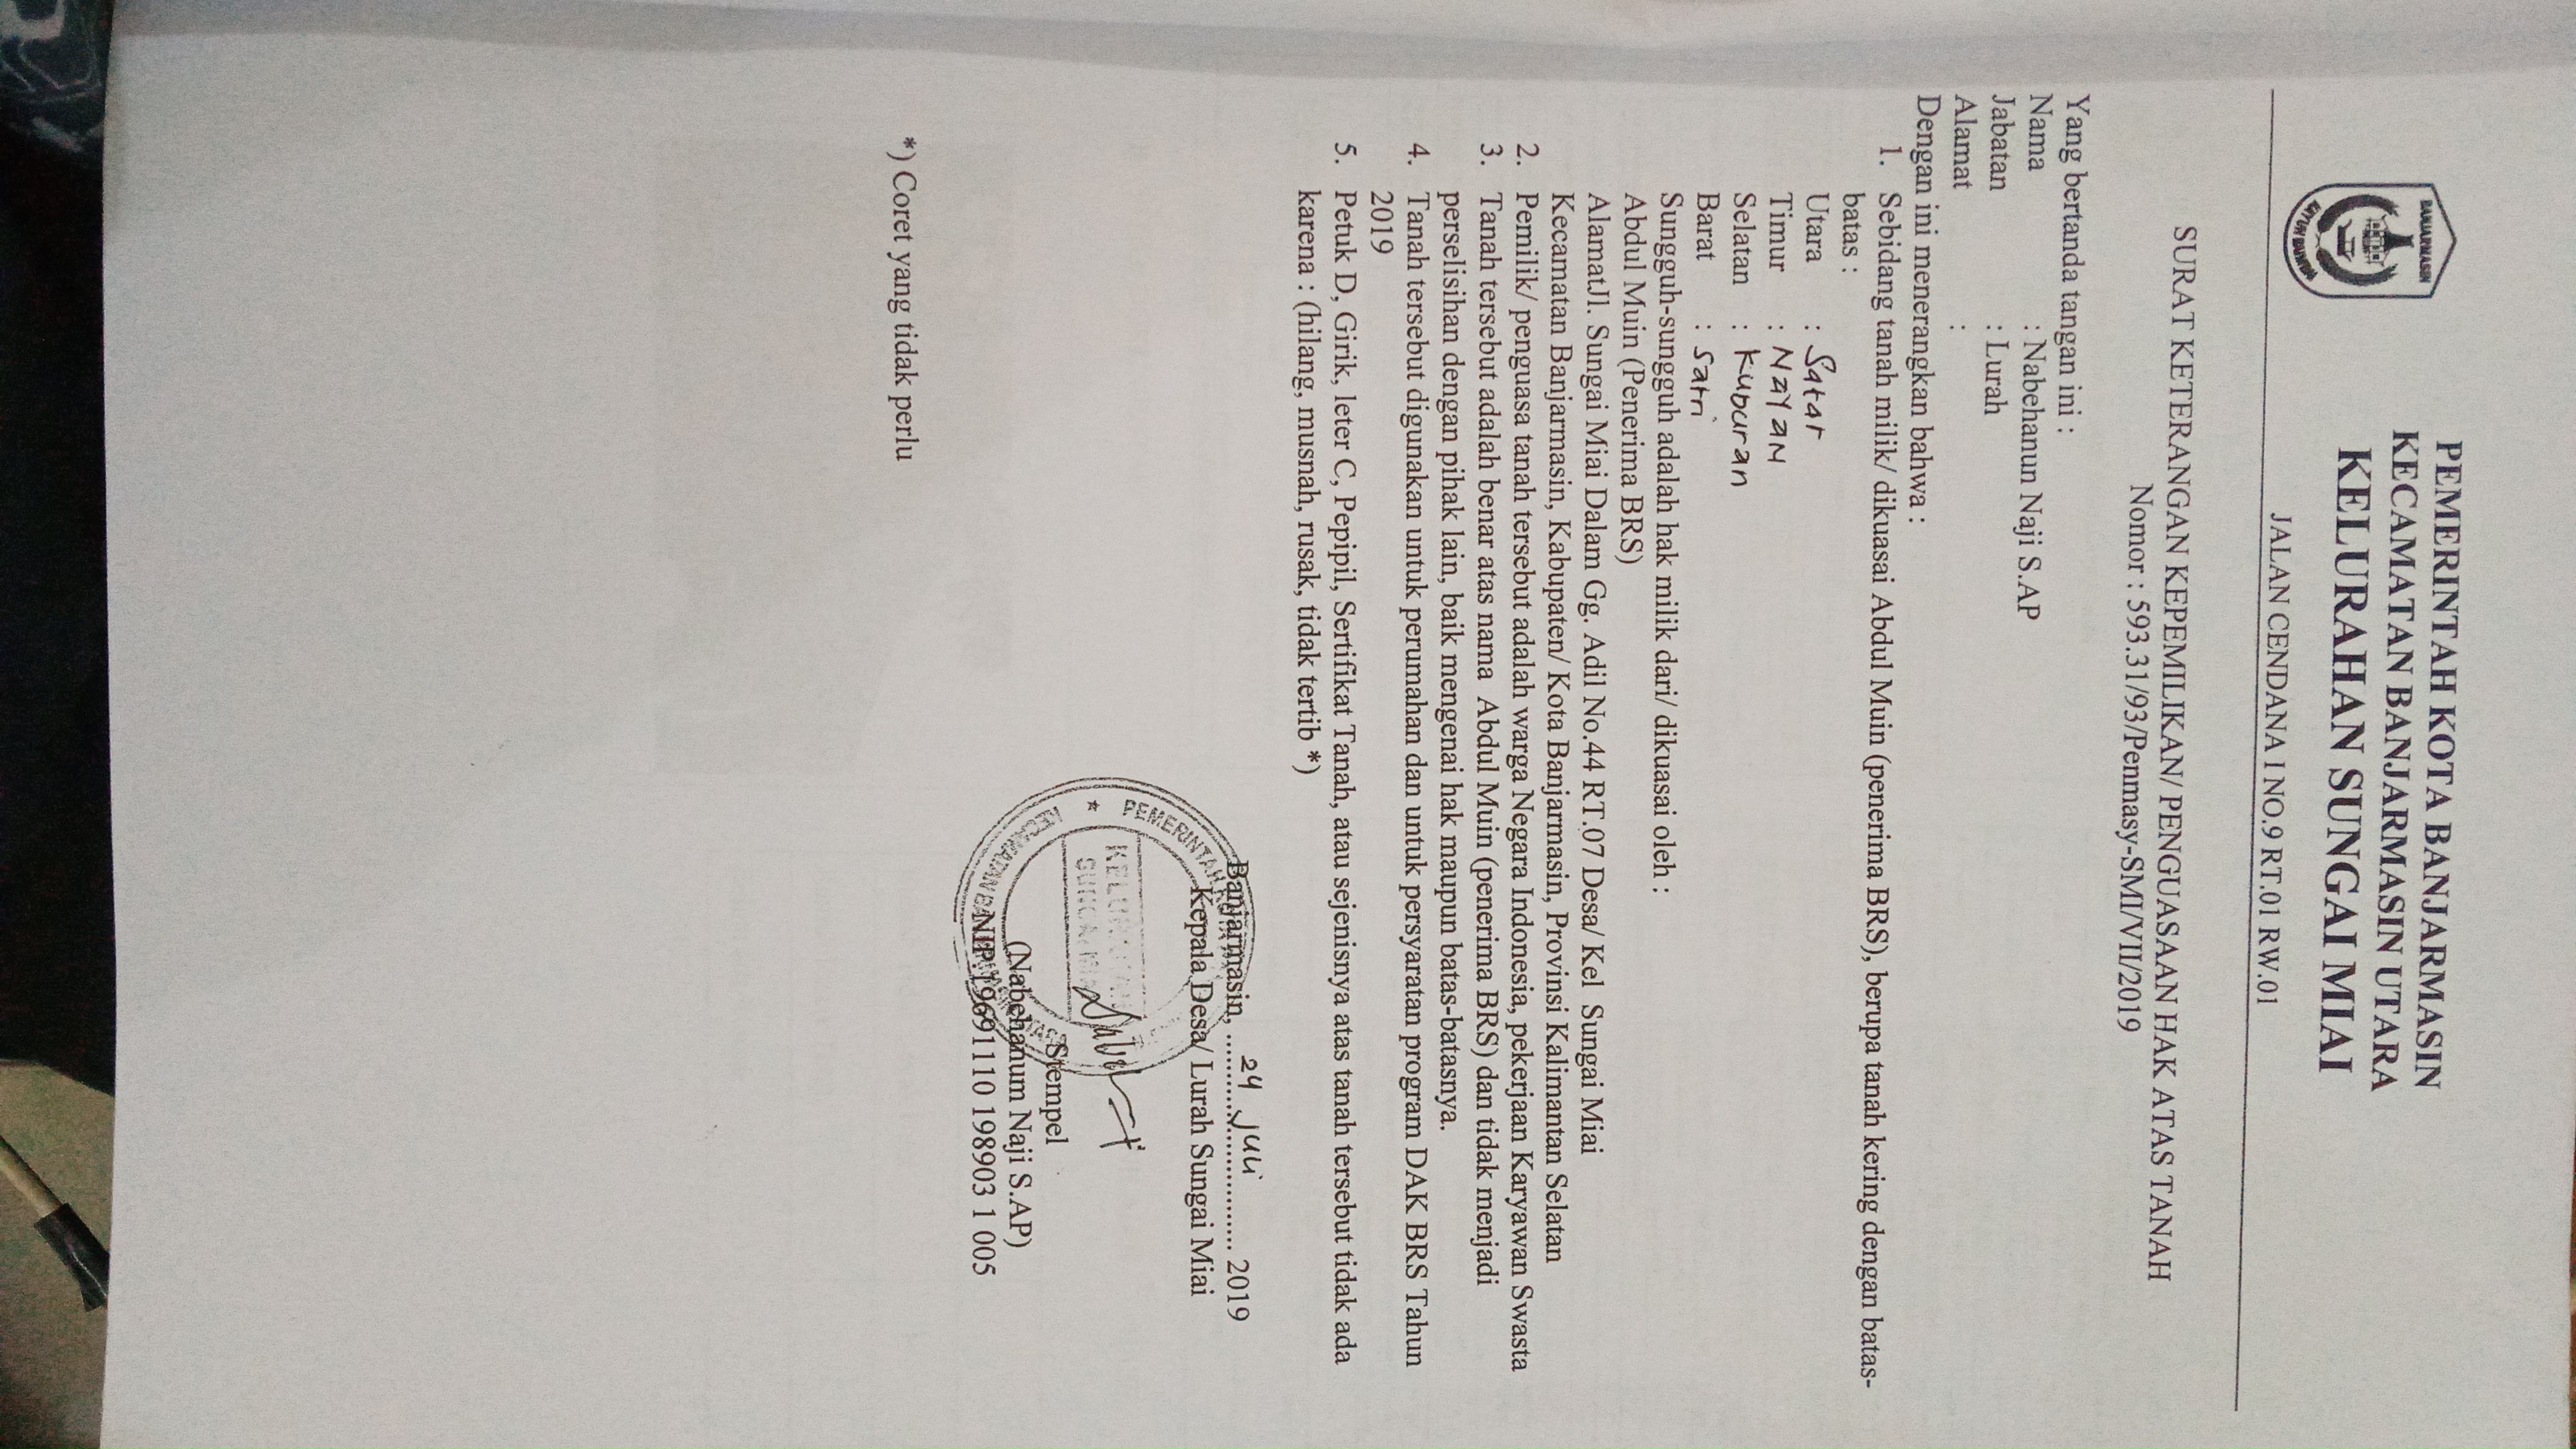 BANJARMASIN
KAYUH BAIMBAI
PEMERINTAH KOTA BANJARMASIN
KECAMATAN BANJARMASIN UTARA
KELURAHAN SUNGAI MIAI
JALAN CENDANA I NO.9 RT.01 RW.01
SURAT KETERANGAN KEPEMILIKAN/ PENGUASAAN HAK ATAS TANAH
Nomor : 593.31/93/Penmasy-SMI/VII/2019
Yang bertanda tangan ini :
Nama : Nabehanun Naji S.AP
Jabatan : Lurah
Alamat :
Dengan ini menerangkan bahwa :
1. Sebidang tanah milik/ dikuasai Abdul Muin (penerima BRS), berupa tanah kering dengan batas-
batas :
Utara : Satar
Timur : Nayan
Selatan : Kuburan
Barat : Satri
Sungguh-sungguh adalah hak milik dari/ dikuasai oleh :
Abdul Muin (Penerima BRS)
AlamatJl. Sungai Miai Dalam Gg. Adil No.44 RT.07 Desa/ Kel Sungai Miai
Kecamatan Banjarmasin, Kabupaten/ Kota Banjarmasin, Provinsi Kalimantan Selatan
2. Pemilik/ penguasa tanah tersebut adalah warga Negara Indonesia, pekerjaan Karyawan Swasta
3. Tanah tersebut adalah benar atas nama Abdul Muin (penerima BRS) dan tidak menjadi
perselisihan dengan pihak lain, baik mengenai hak maupun batas-batasnya.
4. Tanah tersebut digunakan untuk perumahan dan untuk persyaratan program DAK BRS Tahun
2019
5. Petuk D, Girik, leter C, Pepipil, Sertifikat Tanah, atau sejenisnya atas tanah tersebut tidak ada
karena : (hilang, musnah, rusak, tidak tertib *)
Banjarmasin, ..... 24 Juli ..... 2019
Kepala Desa/ Lurah Sungai Miai
PEMERINTAH
KELURAHAN
SUNGAI MIAI
Stempel
(Nabehanum Naji S.AP)
NIP.19691110 198903 1 005
*) Coret yang tidak perlu